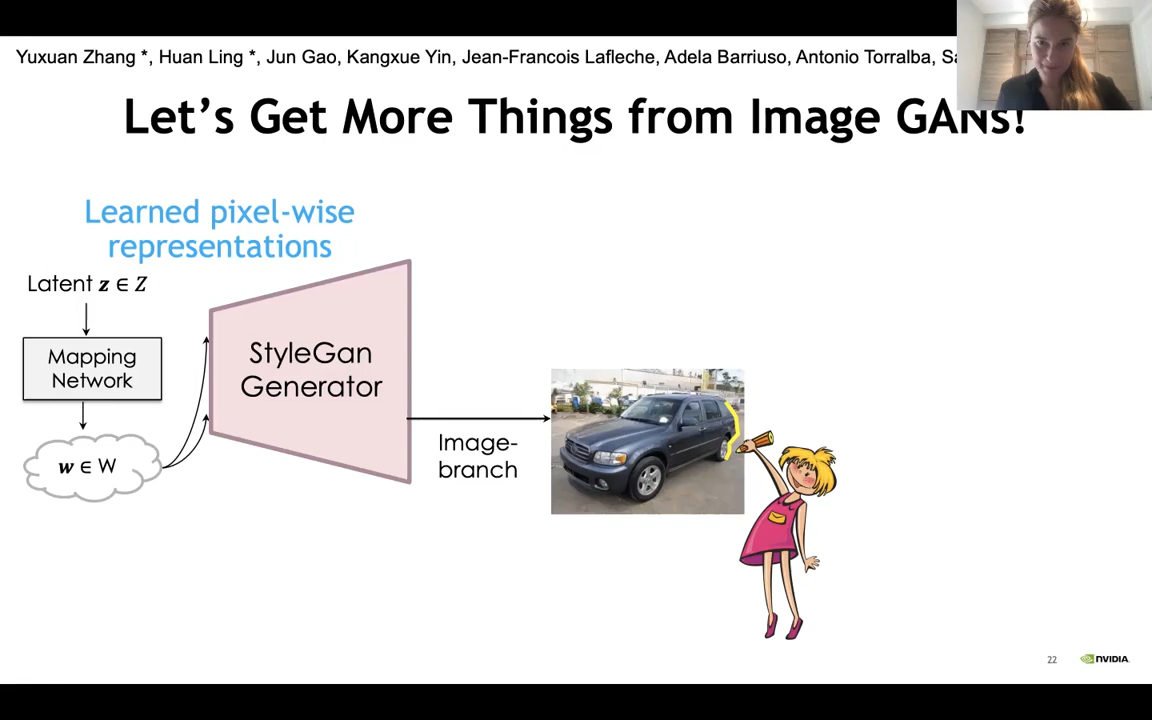 Yuxuan Zhang *, Huan Ling *, Jun Gao, Kangxue Yin, Jean-Francois Lafleche, Adela Barriuso, Antonio Torralba,
Let's Get More Things from Image GANs!
Learned pixel-wise
representations
Latent z ∈ Z
Mapping
Network
w ∈ W
StyleGan
Generator
Image-
branch
22
NVIDIA